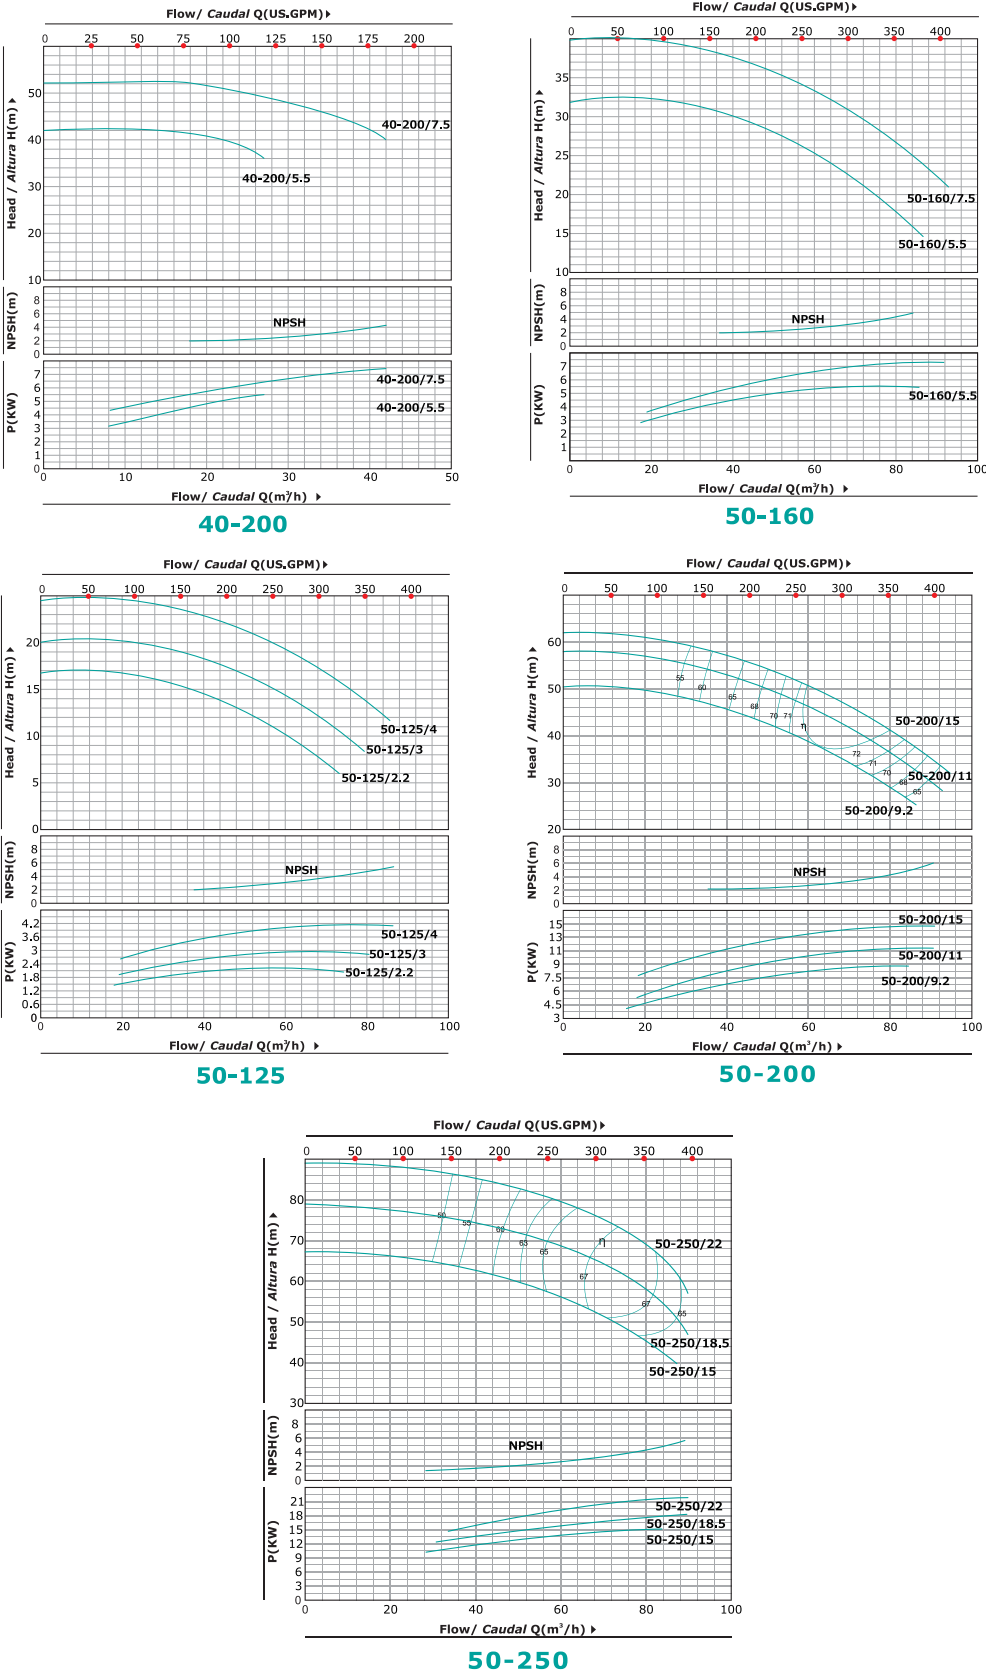 Flow/ Caudal Q(US.GPM)
0 25 50 75 100 125 150 175 200
Head / Altura H(m)
50
40
30
20
10
40-200/7.5
40-200/5.5
NPSH(m)
8
6
4
2
0
NPSH
P(KW)
7
6
5
4
3
2
1
0
40-200/7.5
40-200/5.5
0 10 20 30 40 50
Flow/ Caudal Q(m³/h)
40-200
Flow/ Caudal Q(US.GPM)
0 50 100 150 200 250 300 350 400
Head / Altura H(m)
35
30
25
20
15
10
50-160/7.5
50-160/5.5
NPSH(m)
8
6
4
2
0
NPSH
P(KW)
7
6
5
4
3
2
1
50-160/5.5
0 20 40 60 80 100
Flow/ Caudal Q(m³/h)
50-160
Flow/ Caudal Q(US.GPM)
0 50 100 150 200 250 300 350 400
Head / Altura H(m)
20
15
10
5
0
50-125/4
50-125/3
50-125/2.2
NPSH(m)
8
6
4
2
0
NPSH
P(KW)
4.2
3.6
3
2.4
1.8
1.2
0.6
0
50-125/4
50-125/3
50-125/2.2
0 20 40 60 80 100
Flow/ Caudal Q(m³/h)
50-125
Flow/ Caudal Q(US.GPM)
0 50 100 150 200 250 300 350 400
Head / Altura H(m)
60
50
40
30
20
55 60 65 68 70 71 η 72 71 70 68 65
50-200/15
50-200/11
50-200/9.2
NPSH(m)
8
6
4
2
0
NPSH
P(KW)
15
13
11
9
7.5
6
4.5
3
50-200/15
50-200/11
50-200/9.2
0 20 40 60 80 100
Flow/ Caudal Q(m³/h)
50-200
Flow/ Caudal Q(US.GPM)
0 50 100 150 200 250 300 350 400
Head / Altura H(m)
80
70
60
50
40
30
50 55 60 63 65 67 η 67 65
50-250/22
50-250/18.5
50-250/15
NPSH(m)
8
6
4
2
0
NPSH
P(KW)
21
18
15
12
9
6
3
0
50-250/22
50-250/18.5
50-250/15
0 20 40 60 80 100
Flow/ Caudal Q(m³/h)
50-250